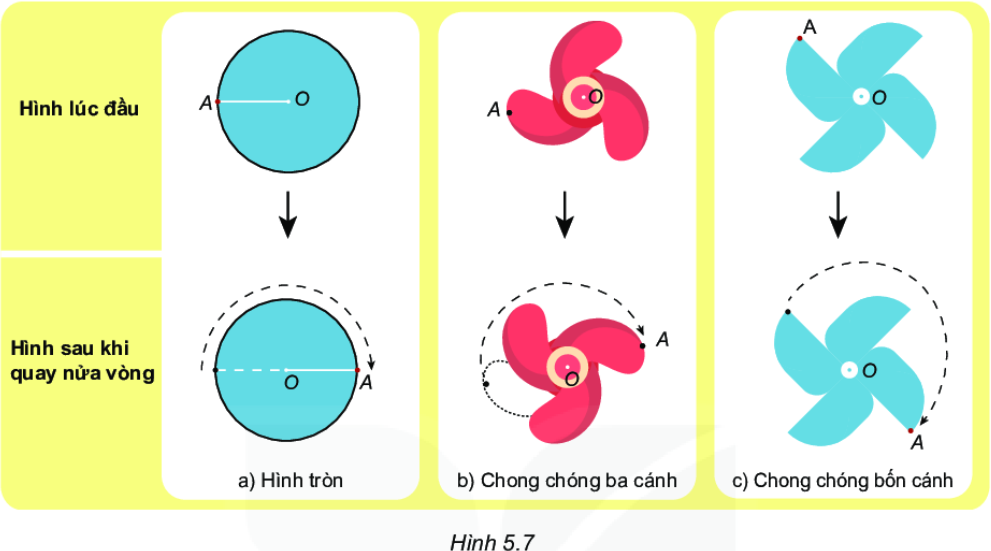 Hình lúc đầu
A
O
A
O
A
O
Hình sau khi
quay nửa vòng
O
A
A
O
O
A
a) Hình tròn
b) Chong chóng ba cánh
c) Chong chóng bốn cánh
Hình 5.7